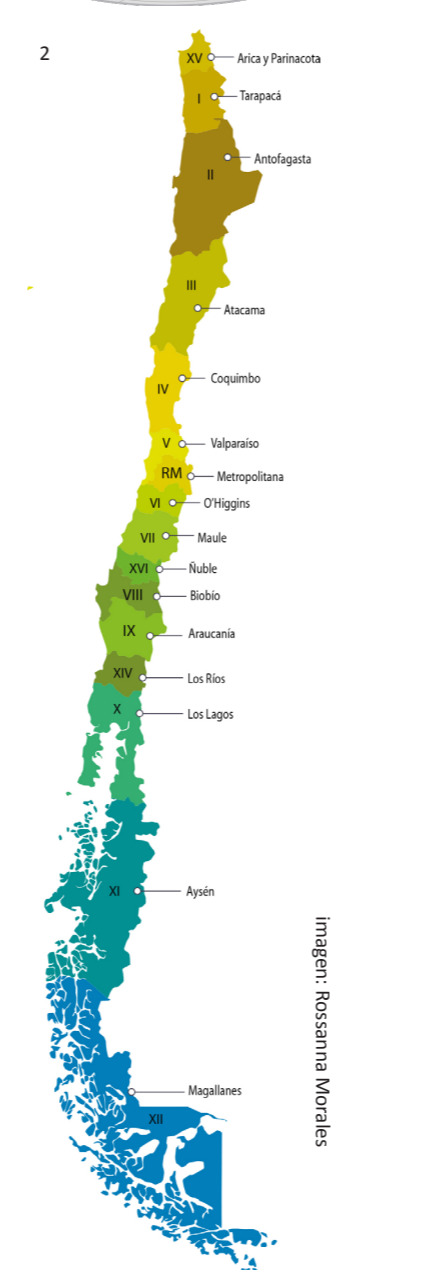 2
XV Arica y Parinacota
I Tarapacá
Antofagasta
II
III
Atacama
Coquimbo
IV
V Valparaíso
RM Metropolitana
VI O'Higgins
VII Maule
XVI Ñuble
VIII Biobío
IX Araucanía
XIV Los Ríos
X Los Lagos
XI Aysén
imagen: Rossanna Morales
Magallanes
XII